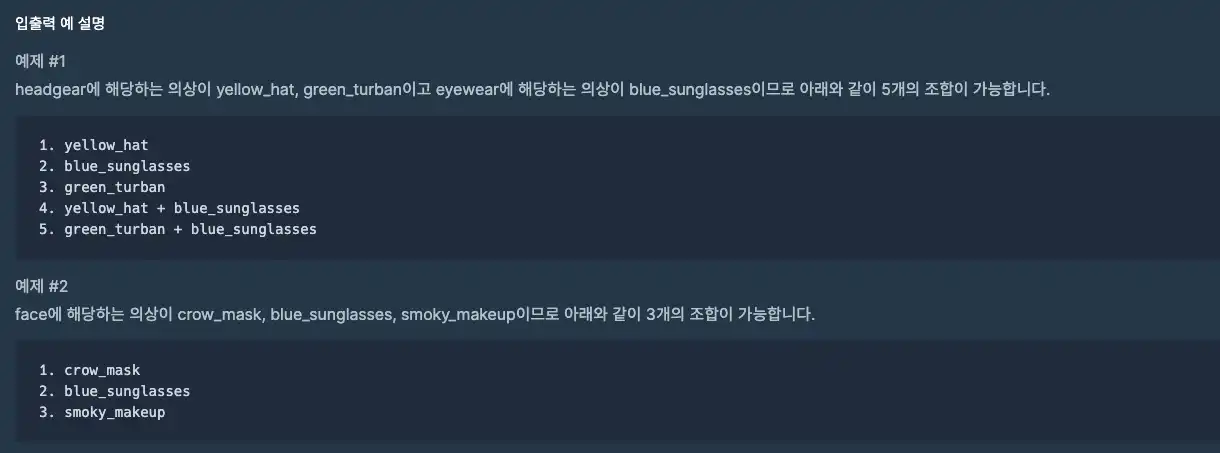 입출력 예 설명
예제 #1
headgear에 해당하는 의상이 yellow_hat, green_turban이고 eyewear에 해당하는 의상이 blue_sunglasses이므로 아래와 같이 5개의 조합이 가능합니다.
1. yellow_hat
2. blue_sunglasses
3. green_turban
4. yellow_hat + blue_sunglasses
5. green_turban + blue_sunglasses
예제 #2
face에 해당하는 의상이 crow_mask, blue_sunglasses, smoky_makeup이므로 아래와 같이 3개의 조합이 가능합니다.
1. crow_mask
2. blue_sunglasses
3. smoky_makeup